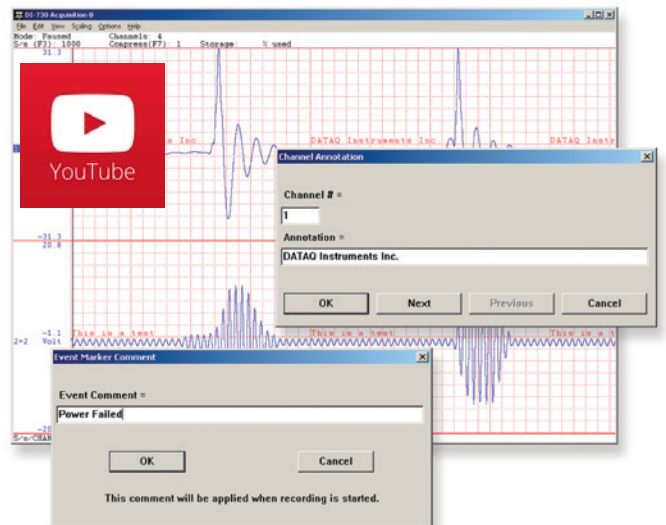 DI-730 Acquisition-0
File Edit View Scaling Options Help
Mode: Paused Channels: 4
S/s (F3): 1000 Compress(F7): 1 Storage: % used
31.3
YouTube
s Inc DATAQ Instruments Inc DATAQ Instr
-31.3
20.8
-1.1 This is a test This is a test This is a t
2=2 Volt
-20
S/s/CHAN
Channel Annotation
Channel # =
1
Annotation =
DATAQ Instruments Inc.
OK Next Previous Cancel
Event Marker Comment
Event Comment =
Power Failed
OK Cancel
This comment will be applied when recording is started.